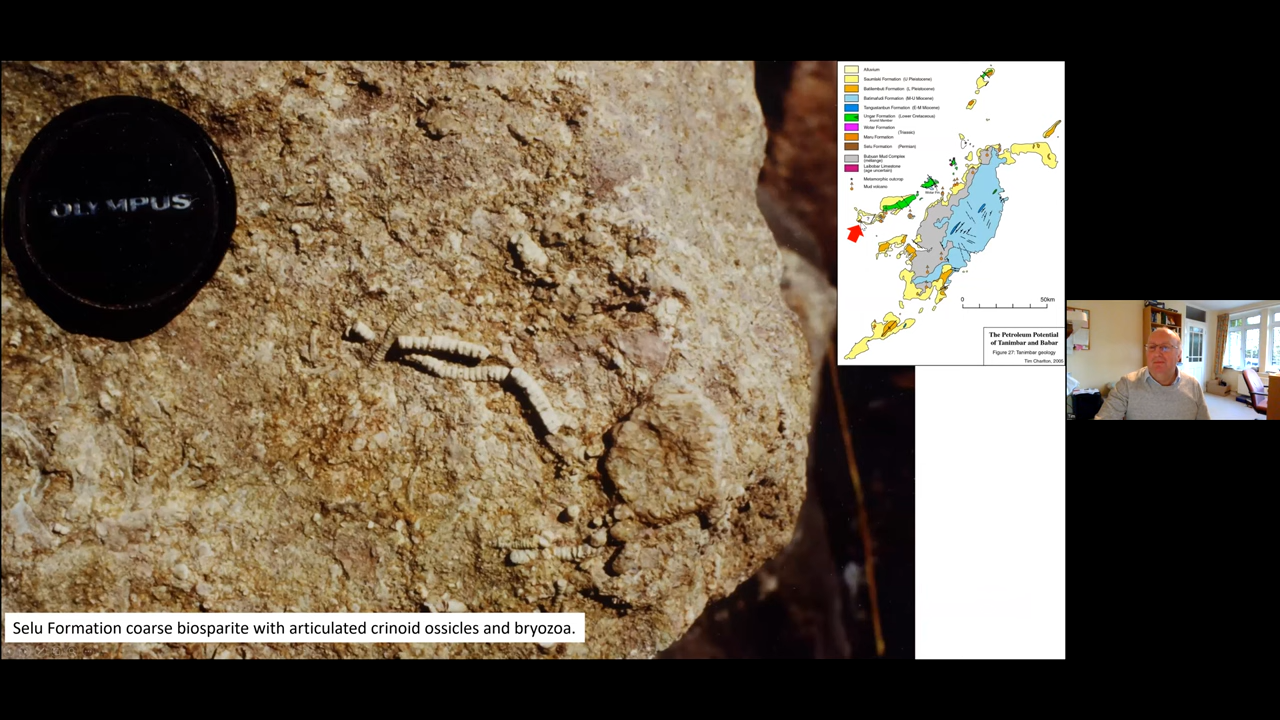 OLYMPUS
Alluvium
Saumlaki Formation (U Pleistocene)
Batilembuti Formation (L Pleistocene)
Batimafudi Formation (M-U Miocene)
Tangustabun Formation (E-M Miocene)
Ungar Formation (Lower Cretaceous)
Arumit Member
Wotar Formation
(Triassic)
Maru Formation
Selu Formation (Permian)
Bubuan Mud Complex
(melange)
Labobar Limestone
(age uncertain)
Metamorphic outcrop
Mud volcano
0
50km
The Petroleum Potential
of Tanimbar and Babar
Figure 27: Tanimbar geology
Tim Charlton, 200
Selu Formation coarse biosparite with articulated crinoid ossicles and bryozoa.